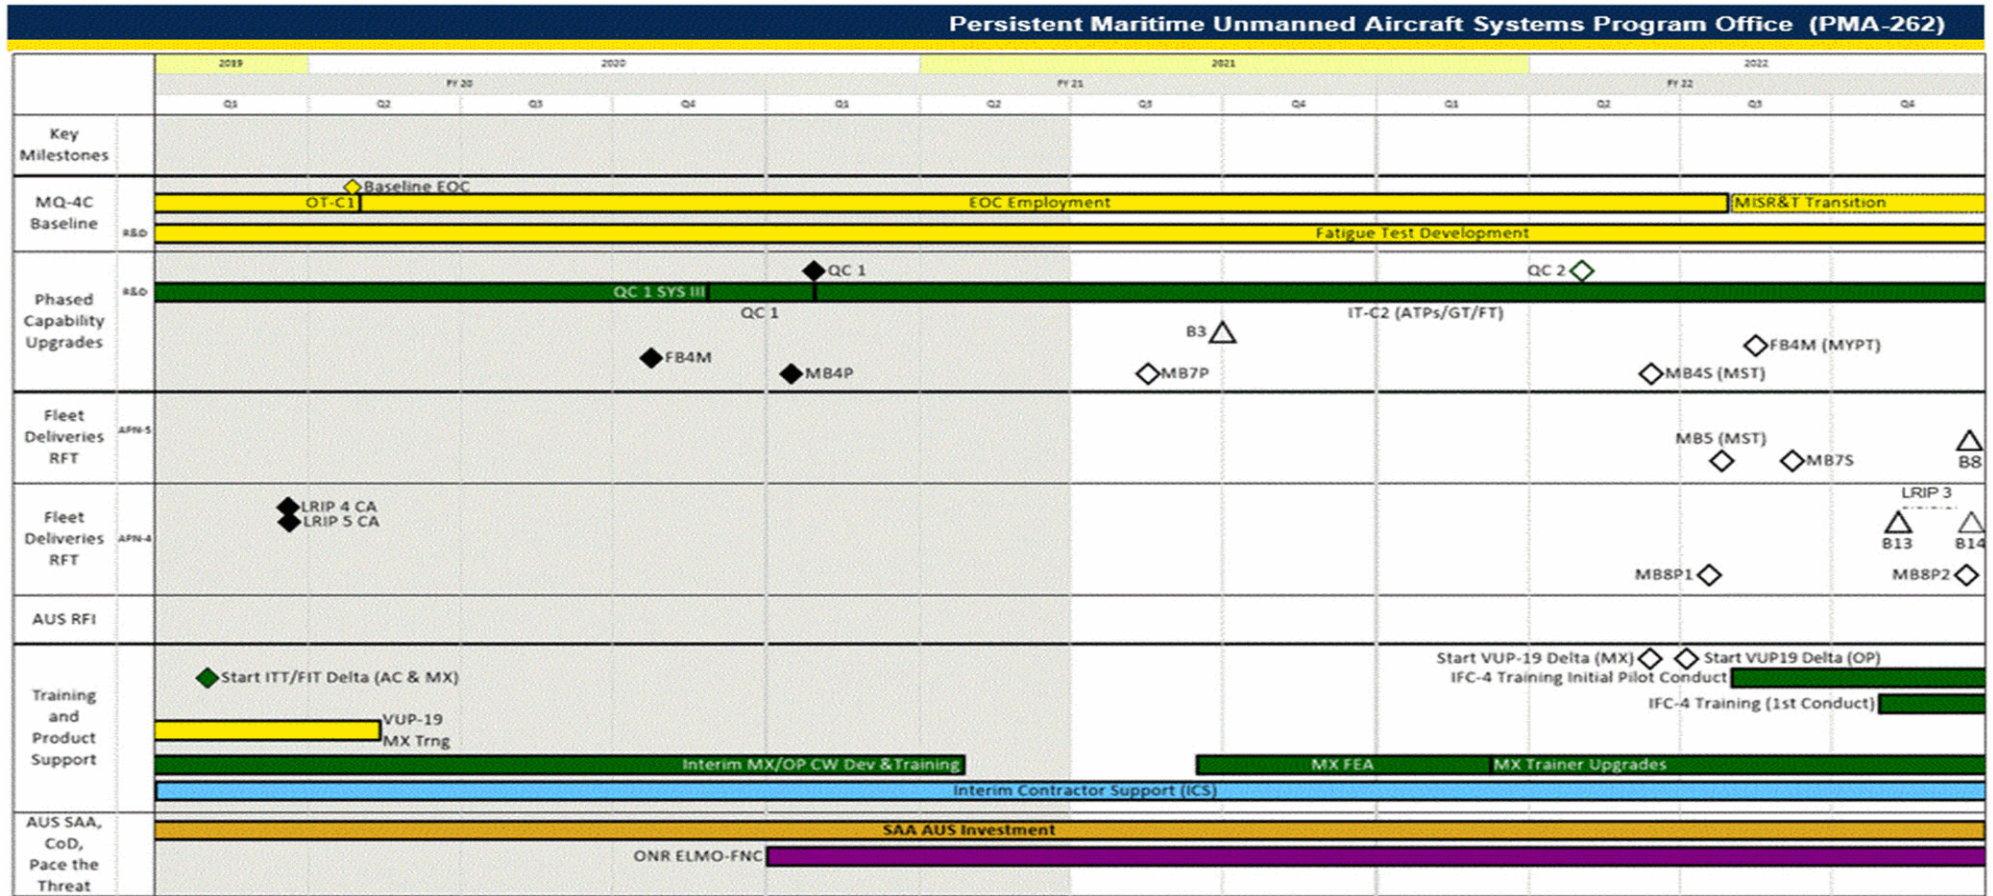 Persistent Maritime Unmanned Aircraft Systems Program Office (PMA-262)
2019 2020 2021 2022
FY 20 FY 21 FY 22
Q1 Q2 Q3 Q4 Q1 Q2 Q3 Q4 Q1 Q2 Q3 Q4
Key
Milestones
MQ-4C
Baseline
R&D
Baseline EOC
OT-C1
EOC Employment
MISR&T Transition
Fatigue Test Development
Phased
Capability
Upgrades
R&D
QC 1
QC 2
QC 1 SYS III
QC 1
IT-C2 (ATPs/GT/FT)
B3
FB4M
FB4M (MYPT)
MB4P
MB7P
MB4S (MST)
Fleet
Deliveries
RFT
APN-5
MB5 (MST)
MB7S
B8
Fleet
Deliveries
RFT
APN-4
LRIP 4 CA
LRIP 5 CA
LRIP 3
B13
B14
MB8P1
MB8P2
AUS RFI
Training
and
Product
Support
Start VUP-19 Delta (MX)
Start VUP19 Delta (OP)
Start ITT/FIT Delta (AC & MX)
IFC-4 Training Initial Pilot Conduct
IFC-4 Training (1st Conduct)
VUP-19
MX Trng
Interim MX/OP CW Dev &Training
MX FEA
MX Trainer Upgrades
Interim Contractor Support (ICS)
AUS SAA,
CoD,
Pace the
Threat
SAA AUS Investment
ONR ELMO-FNC